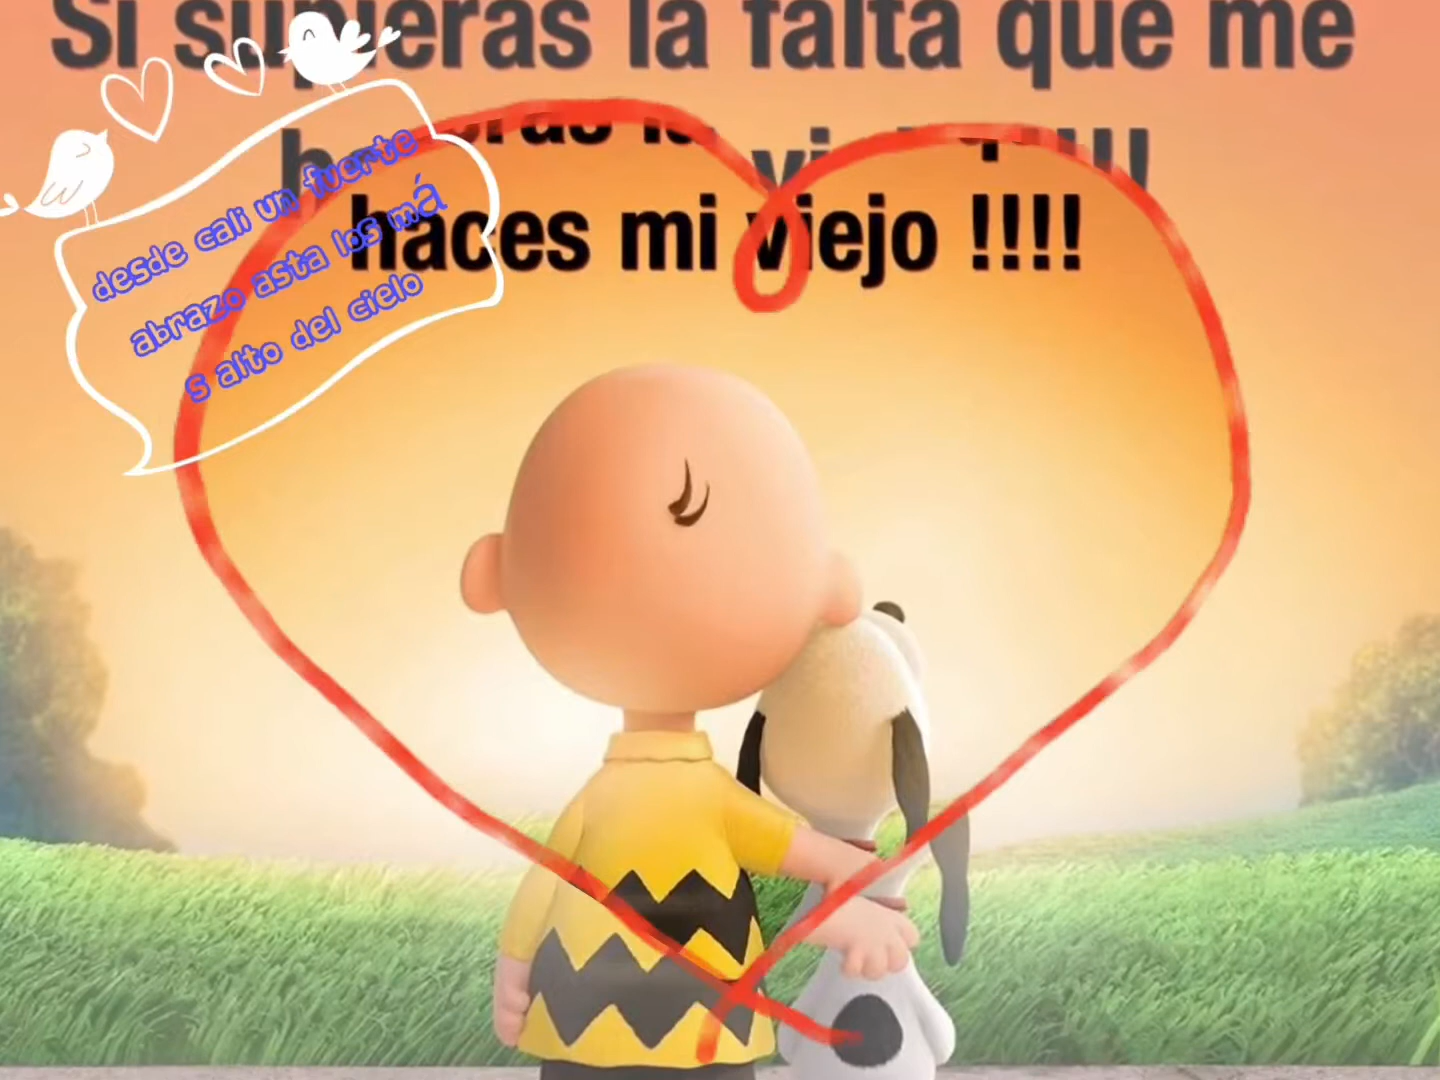 Si supieras la falta que me
haces mi viejo !!!!
desde cali un fuerte
abrazo asta los má
s alto del cielo